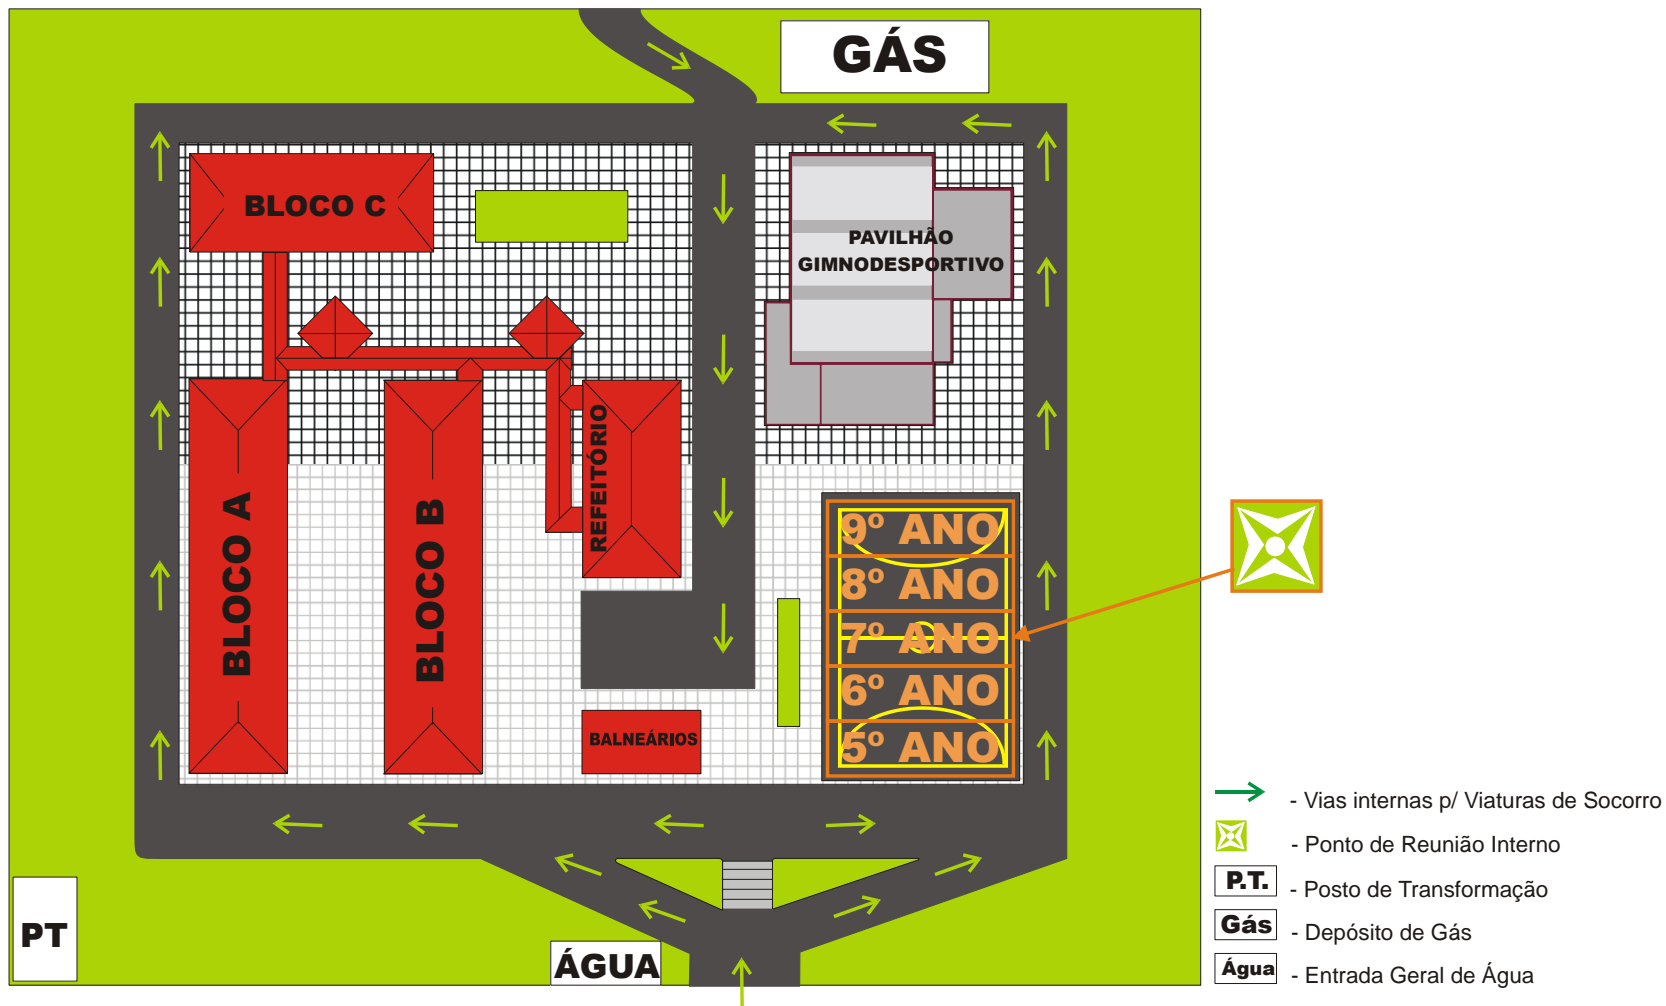 GÁS
BLOCO C
PAVILHÃO
GIMNODESPORTIVO
BLOCO A
BLOCO B
REFEITÓRIO
9º ANO
8º ANO
7º ANO
6º ANO
5º ANO
BALNEÁRIOS
PT
ÁGUA
- Vias internas p/ Viaturas de Socorro
- Ponto de Reunião Interno
P.T. - Posto de Transformação
Gás - Depósito de Gás
Água - Entrada Geral de Água